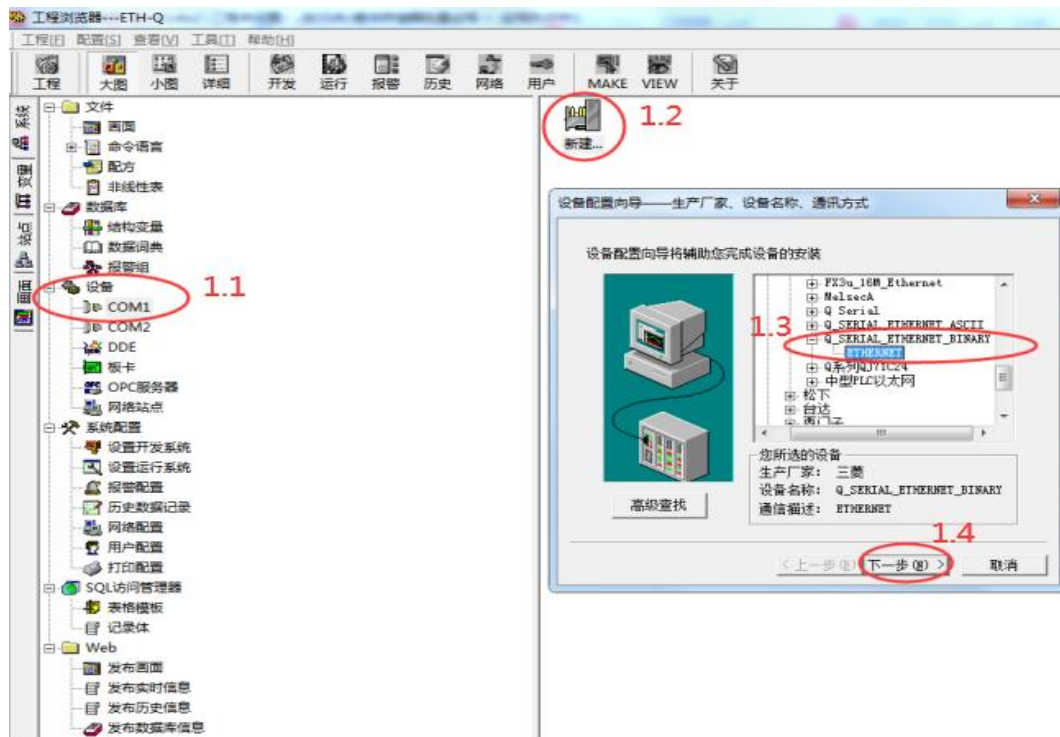 工程浏览器---ETH-Q
工程[F] 配置[S] 查看[V] 工具[T] 帮助[H]
工程 大图 小图 详细 开发 运行 报警 历史 网络 用户 MAKE VIEW 关于
系统
变量
站点
画面
文件
画面
命令语言
配方
非线性表
数据库
结构变量
数据词典
报警组
设备
1.1
COM1
COM2
DDE
板卡
OPC服务器
网络站点
系统配置
设置开发系统
设置运行系统
报警配置
历史数据记录
网络配置
用户配置
打印配置
SQL访问管理器
表格模板
记录体
Web
发布画面
发布实时信息
发布历史信息
发布数据库信息
1.2
新建...
设备配置向导——生产厂家、设备名称、通讯方式
设备配置向导将辅助您完成设备的安装
FX3u_16M_Ethernet
MelsecA
Q Serial
1.3
Q_SERIAL_ETHERNET_ASCII
Q_SERIAL_ETHERNET_BINARY
ETHERNET
Q系列QJ71C24
中型PLC以太网
松下
台达
西门子
高级查找
您所选的设备
生产厂家: 三菱
设备名称: Q_SERIAL_ETHERNET_BINARY
通信描述: ETHERNET
1.4
<上一步(B) 下一步(N) > 取消